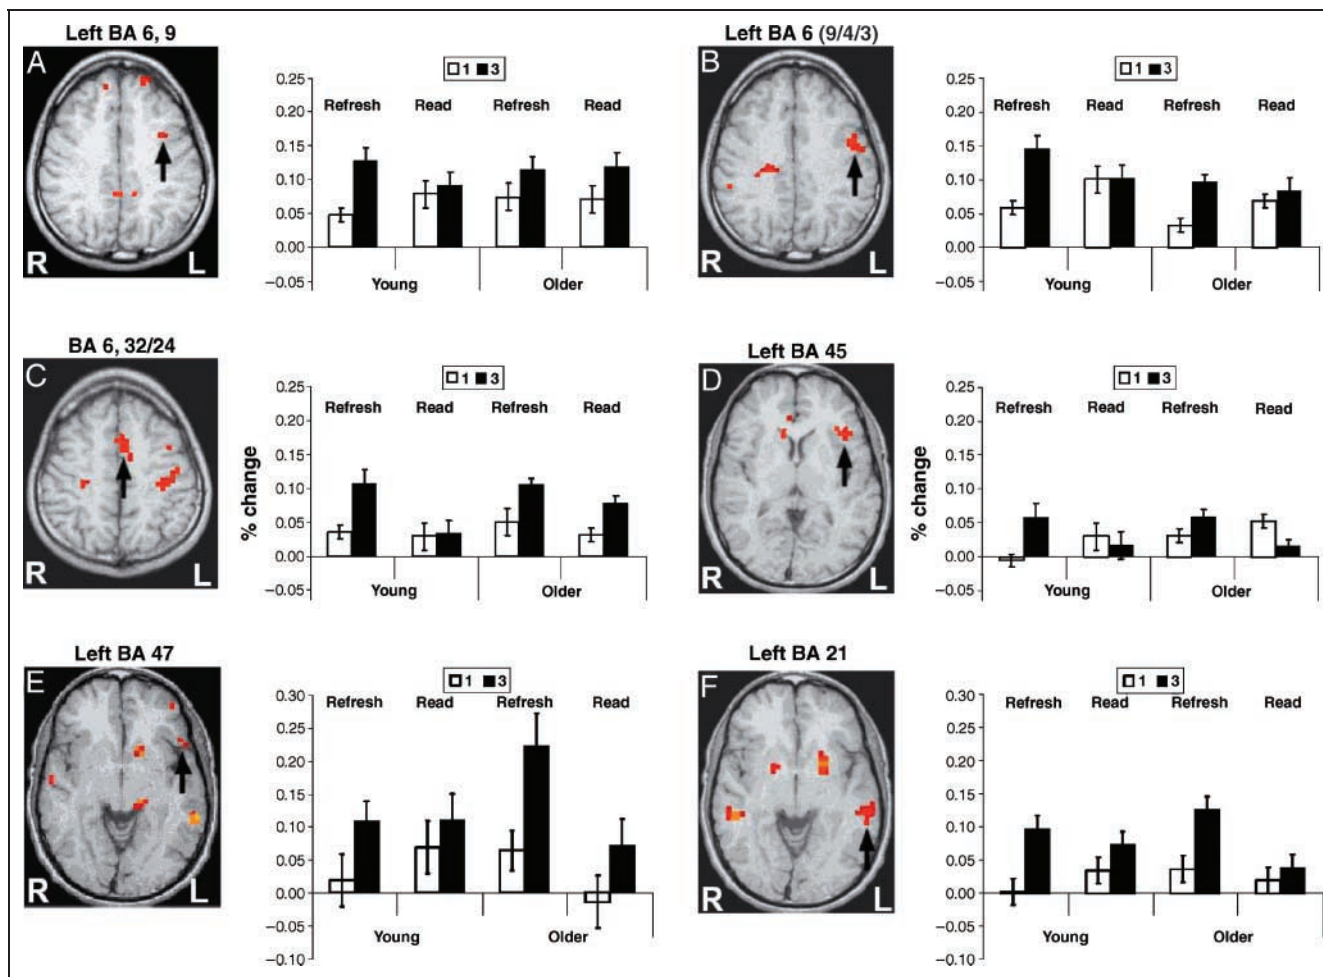 Left BA 6, 9
A
R
L
1 3
0.25
0.20
0.15
0.10
0.05
0.00
−0.05
Refresh Read Refresh Read
Young Older
Left BA 6 (9/4/3)
B
R
L
1 3
0.25
0.20
0.15
0.10
0.05
0.00
−0.05
Refresh Read Refresh Read
Young Older
BA 6, 32/24
C
R
L
% change
1 3
0.25
0.20
0.15
0.10
0.05
0.00
−0.05
Refresh Read Refresh Read
Young Older
Left BA 45
D
R
L
% change
1 3
0.25
0.20
0.15
0.10
0.05
0.00
−0.05
Refresh Read Refresh Read
Young Older
Left BA 47
E
R
L
1 3
0.30
0.25
0.20
0.15
0.10
0.05
0.00
−0.05
−0.10
Refresh Read Refresh Read
Young Older
Left BA 21
F
R
L
1 3
0.30
0.25
0.20
0.15
0.10
0.05
0.00
−0.05
−0.10
Refresh Read Refresh Read
Young Older